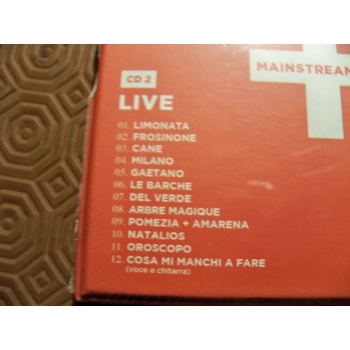 MAINSTREAM
CD 2
LIVE
01. LIMONATA
02. FROSINONE
03. CANE
04. MILANO
05. GAETANO
06. LE BARCHE
07. DEL VERDE
08. ARBRE MAGIQUE
09. POMEZIA + AMARENA
10. NATALIOS
11. OROSCOPO
12. COSA MI MANCHI A FARE
(voce e chitarra)